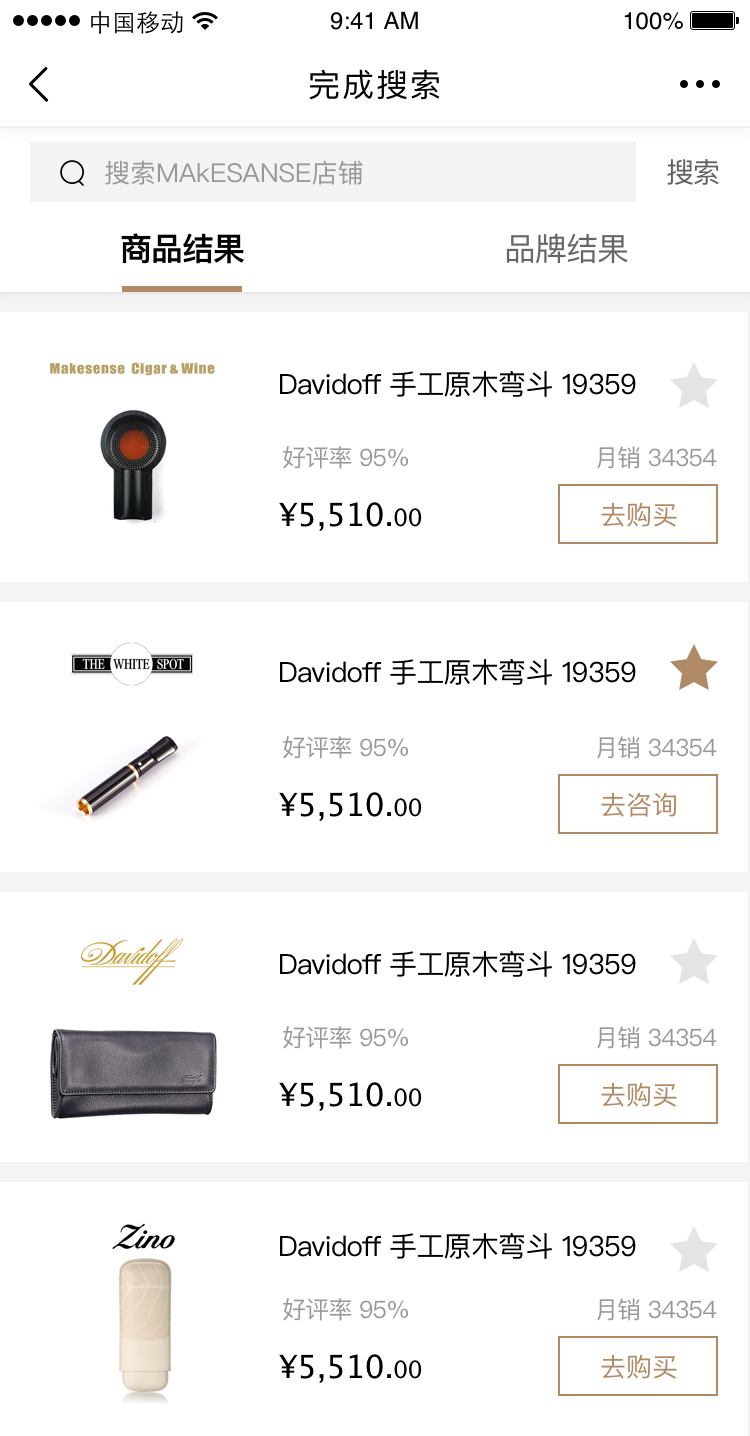 中国移动 9:41 AM 100%
完成搜索
搜索MAkESANSE店铺 搜索
商品结果 品牌结果
Makesense Cigar & Wine
Davidoff 手工原木弯斗 19359
好评率 95% 月销 34354
¥5,510.00 去购买
THE WHITE SPOT
Davidoff 手工原木弯斗 19359
好评率 95% 月销 34354
¥5,510.00 去咨询
Davidoff
Davidoff 手工原木弯斗 19359
好评率 95% 月销 34354
¥5,510.00 去购买
Zino
Davidoff 手工原木弯斗 19359
好评率 95% 月销 34354
¥5,510.00 去购买